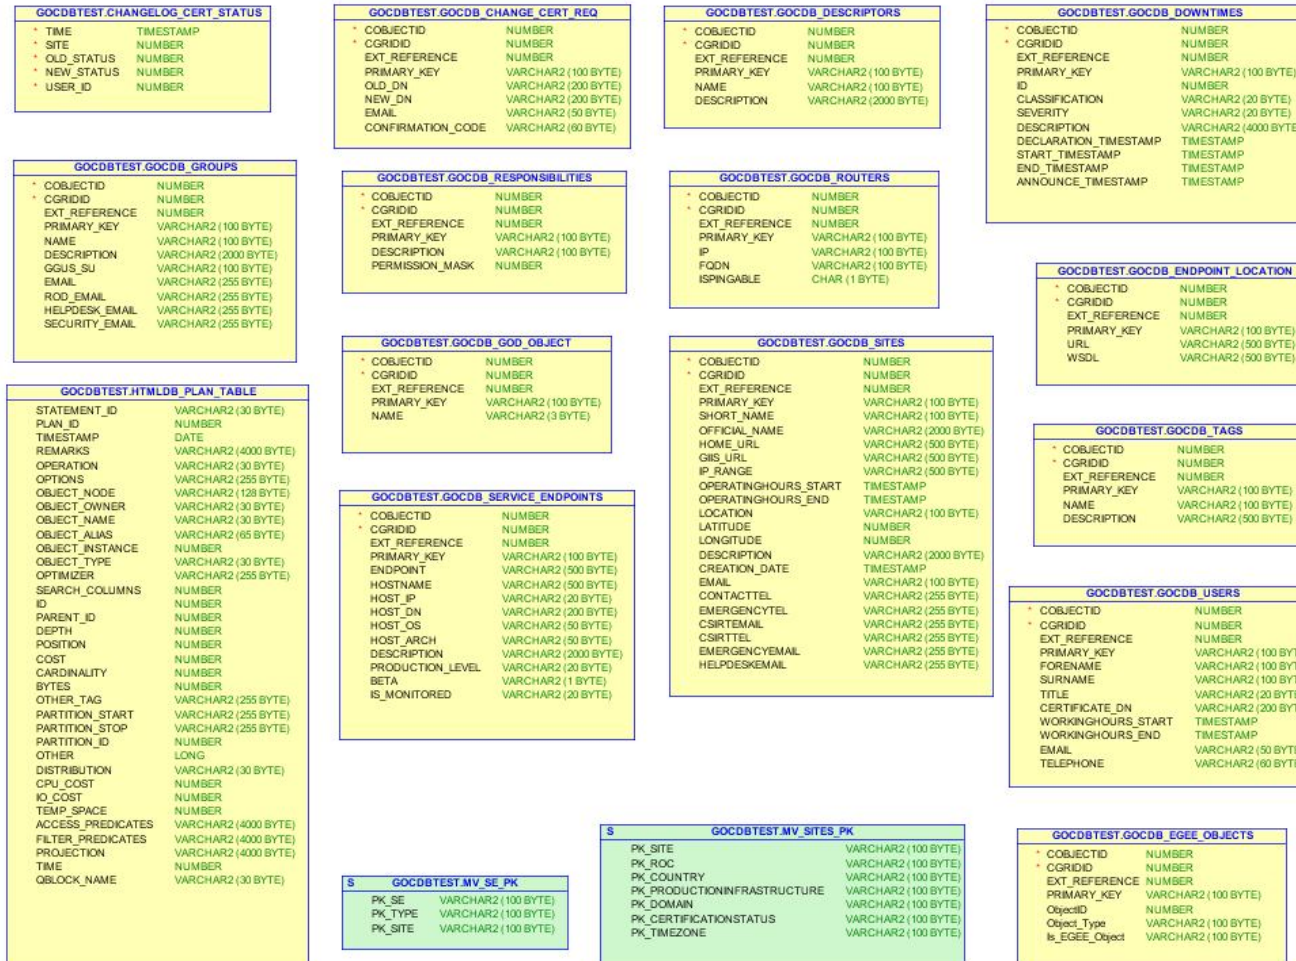 GOCDBTEST.CHANGELOG_CERT_STATUS
* TIME TIMESTAMP
* SITE NUMBER
* OLD_STATUS NUMBER
* NEW_STATUS NUMBER
* USER_ID NUMBER
GOCDBTEST.GOCDB_CHANGE_CERT_REQ
* COBJECTID NUMBER
* CGRIDID NUMBER
EXT_REFERENCE NUMBER
PRIMARY_KEY VARCHAR2 (100 BYTE)
OLD_DN VARCHAR2 (200 BYTE)
NEW_DN VARCHAR2 (200 BYTE)
EMAIL VARCHAR2 (50 BYTE)
CONFIRMATION_CODE VARCHAR2 (60 BYTE)
GOCDBTEST.GOCDB_DESCRIPTORS
* COBJECTID NUMBER
* CGRIDID NUMBER
EXT_REFERENCE NUMBER
PRIMARY_KEY VARCHAR2 (100 BYTE)
NAME VARCHAR2 (100 BYTE)
DESCRIPTION VARCHAR2 (2000 BYTE)
GOCDBTEST.GOCDB_DOWNTIMES
* COBJECTID NUMBER
* CGRIDID NUMBER
EXT_REFERENCE NUMBER
PRIMARY_KEY VARCHAR2 (100 BYTE)
ID NUMBER
CLASSIFICATION VARCHAR2 (20 BYTE)
SEVERITY VARCHAR2 (20 BYTE)
DESCRIPTION VARCHAR2 (4000 BYTE
DECLARATION_TIMESTAMP TIMESTAMP
START_TIMESTAMP TIMESTAMP
END_TIMESTAMP TIMESTAMP
ANNOUNCE_TIMESTAMP TIMESTAMP
GOCDBTEST.GOCDB_GROUPS
* COBJECTID NUMBER
* CGRIDID NUMBER
EXT_REFERENCE NUMBER
PRIMARY_KEY VARCHAR2 (100 BYTE)
NAME VARCHAR2 (100 BYTE)
DESCRIPTION VARCHAR2 (2000 BYTE)
GGUS_SU VARCHAR2 (100 BYTE)
EMAIL VARCHAR2 (255 BYTE)
ROD_EMAIL VARCHAR2 (255 BYTE)
HELPDESK_EMAIL VARCHAR2 (255 BYTE)
SECURITY_EMAIL VARCHAR2 (255 BYTE)
GOCDBTEST.GOCDB_RESPONSIBILITIES
* COBJECTID NUMBER
* CGRIDID NUMBER
EXT_REFERENCE NUMBER
PRIMARY_KEY VARCHAR2 (100 BYTE)
DESCRIPTION VARCHAR2 (100 BYTE)
PERMISSION_MASK NUMBER
GOCDBTEST.GOCDB_ROUTERS
* COBJECTID NUMBER
* CGRIDID NUMBER
EXT_REFERENCE NUMBER
PRIMARY_KEY VARCHAR2 (100 BYTE)
IP VARCHAR2 (100 BYTE)
FQDN VARCHAR2 (100 BYTE)
ISPINGABLE CHAR (1 BYTE)
GOCDBTEST.GOCDB_ENDPOINT_LOCATION
* COBJECTID NUMBER
* CGRIDID NUMBER
EXT_REFERENCE NUMBER
PRIMARY_KEY VARCHAR2 (100 BYTE)
URL VARCHAR2 (500 BYTE)
WSDL VARCHAR2 (500 BYTE)
GOCDBTEST.GOCDB_GOD_OBJECT
* COBJECTID NUMBER
* CGRIDID NUMBER
EXT_REFERENCE NUMBER
PRIMARY_KEY VARCHAR2 (100 BYTE)
NAME VARCHAR2 (3 BYTE)
GOCDBTEST.GOCDB_SITES
* COBJECTID NUMBER
* CGRIDID NUMBER
EXT_REFERENCE NUMBER
PRIMARY_KEY VARCHAR2 (100 BYTE)
SHORT_NAME VARCHAR2 (100 BYTE)
OFFICIAL_NAME VARCHAR2 (2000 BYTE)
HOME_URL VARCHAR2 (500 BYTE)
GIIS_URL VARCHAR2 (500 BYTE)
IP_RANGE VARCHAR2 (500 BYTE)
OPERATINGHOURS_START TIMESTAMP
OPERATINGHOURS_END TIMESTAMP
LOCATION VARCHAR2 (100 BYTE)
LATITUDE NUMBER
LONGITUDE NUMBER
DESCRIPTION VARCHAR2 (2000 BYTE)
CREATION_DATE TIMESTAMP
EMAIL VARCHAR2 (100 BYTE)
CONTACTTEL VARCHAR2 (255 BYTE)
EMERGENCYTEL VARCHAR2 (255 BYTE)
CSIRTEMAIL VARCHAR2 (255 BYTE)
CSIRTTEL VARCHAR2 (255 BYTE)
EMERGENCYEMAIL VARCHAR2 (255 BYTE)
HELPDESKEMAIL VARCHAR2 (255 BYTE)
GOCDBTEST.HTMLDB_PLAN_TABLE
STATEMENT_ID VARCHAR2 (30 BYTE)
PLAN_ID NUMBER
TIMESTAMP DATE
REMARKS VARCHAR2 (4000 BYTE)
OPERATION VARCHAR2 (30 BYTE)
OPTIONS VARCHAR2 (255 BYTE)
OBJECT_NODE VARCHAR2 (128 BYTE)
OBJECT_OWNER VARCHAR2 (30 BYTE)
OBJECT_NAME VARCHAR2 (30 BYTE)
OBJECT_ALIAS VARCHAR2 (65 BYTE)
OBJECT_INSTANCE NUMBER
OBJECT_TYPE VARCHAR2 (30 BYTE)
OPTIMIZER VARCHAR2 (255 BYTE)
SEARCH_COLUMNS NUMBER
ID NUMBER
PARENT_ID NUMBER
DEPTH NUMBER
POSITION NUMBER
COST NUMBER
CARDINALITY NUMBER
BYTES NUMBER
OTHER_TAG VARCHAR2 (255 BYTE)
PARTITION_START VARCHAR2 (255 BYTE)
PARTITION_STOP VARCHAR2 (255 BYTE)
PARTITION_ID NUMBER
OTHER LONG
DISTRIBUTION VARCHAR2 (30 BYTE)
CPU_COST NUMBER
IO_COST NUMBER
TEMP_SPACE NUMBER
ACCESS_PREDICATES VARCHAR2 (4000 BYTE)
FILTER_PREDICATES VARCHAR2 (4000 BYTE)
PROJECTION VARCHAR2 (4000 BYTE)
TIME NUMBER
QBLOCK_NAME VARCHAR2 (30 BYTE)
GOCDBTEST.GOCDB_TAGS
* COBJECTID NUMBER
* CGRIDID NUMBER
EXT_REFERENCE NUMBER
PRIMARY_KEY VARCHAR2 (100 BYTE)
NAME VARCHAR2 (100 BYTE)
DESCRIPTION VARCHAR2 (500 BYTE)
GOCDBTEST.GOCDB_SERVICE_ENDPOINTS
* COBJECTID NUMBER
* CGRIDID NUMBER
EXT_REFERENCE NUMBER
PRIMARY_KEY VARCHAR2 (100 BYTE)
ENDPOINT VARCHAR2 (500 BYTE)
HOSTNAME VARCHAR2 (500 BYTE)
HOST_IP VARCHAR2 (20 BYTE)
HOST_DN VARCHAR2 (200 BYTE)
HOST_OS VARCHAR2 (50 BYTE)
HOST_ARCH VARCHAR2 (50 BYTE)
DESCRIPTION VARCHAR2 (2000 BYTE)
PRODUCTION_LEVEL VARCHAR2 (20 BYTE)
BETA VARCHAR2 (1 BYTE)
IS_MONITORED VARCHAR2 (20 BYTE)
GOCDBTEST.GOCDB_USERS
* COBJECTID NUMBER
* CGRIDID NUMBER
EXT_REFERENCE NUMBER
PRIMARY_KEY VARCHAR2 (100 BYT
FORENAME VARCHAR2 (100 BYT
SURNAME VARCHAR2 (100 BYT
TITLE VARCHAR2 (20 BYTE
CERTIFICATE_DN VARCHAR2 (200 BYT
WORKINGHOURS_START TIMESTAMP
WORKINGHOURS_END TIMESTAMP
EMAIL VARCHAR2 (50 BYTE
TELEPHONE VARCHAR2 (60 BYTE
S GOCDBTEST.MV_SITES_PK
PK_SITE VARCHAR2 (100 BYTE)
PK_ROC VARCHAR2 (100 BYTE)
PK_COUNTRY VARCHAR2 (100 BYTE)
PK_PRODUCTIONINFRASTRUCTURE VARCHAR2 (100 BYTE)
PK_DOMAIN VARCHAR2 (100 BYTE)
PK_CERTIFICATIONSTATUS VARCHAR2 (100 BYTE)
PK_TIMEZONE VARCHAR2 (100 BYTE)
GOCDBTEST.GOCDB_EGEE_OBJECTS
* COBJECTID NUMBER
* CGRIDID NUMBER
EXT_REFERENCE NUMBER
PRIMARY_KEY VARCHAR2 (100 BYTE)
ObjectID NUMBER
Object_Type VARCHAR2 (100 BYTE)
Is_EGEE_Object VARCHAR2 (100 BYTE)
S GOCDBTEST.MV_SE_PK
PK_SE VARCHAR2 (100 BYTE)
PK_TYPE VARCHAR2 (100 BYTE)
PK_SITE VARCHAR2 (100 BYTE)